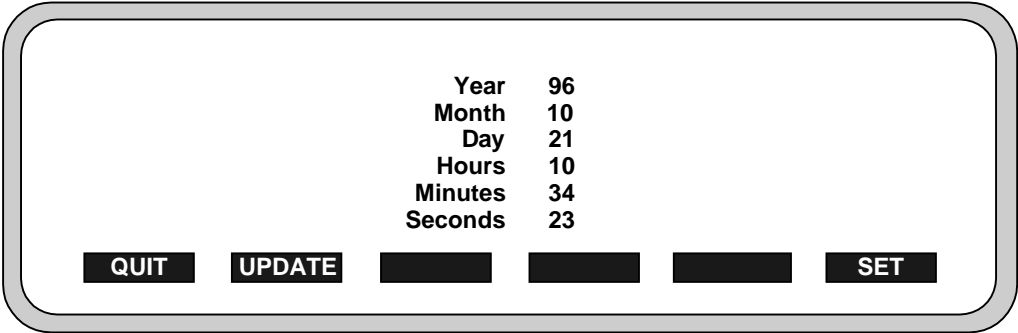 Year 96
Month 10
Day 21
Hours 10
Minutes 34
Seconds 23
QUIT UPDATE SET